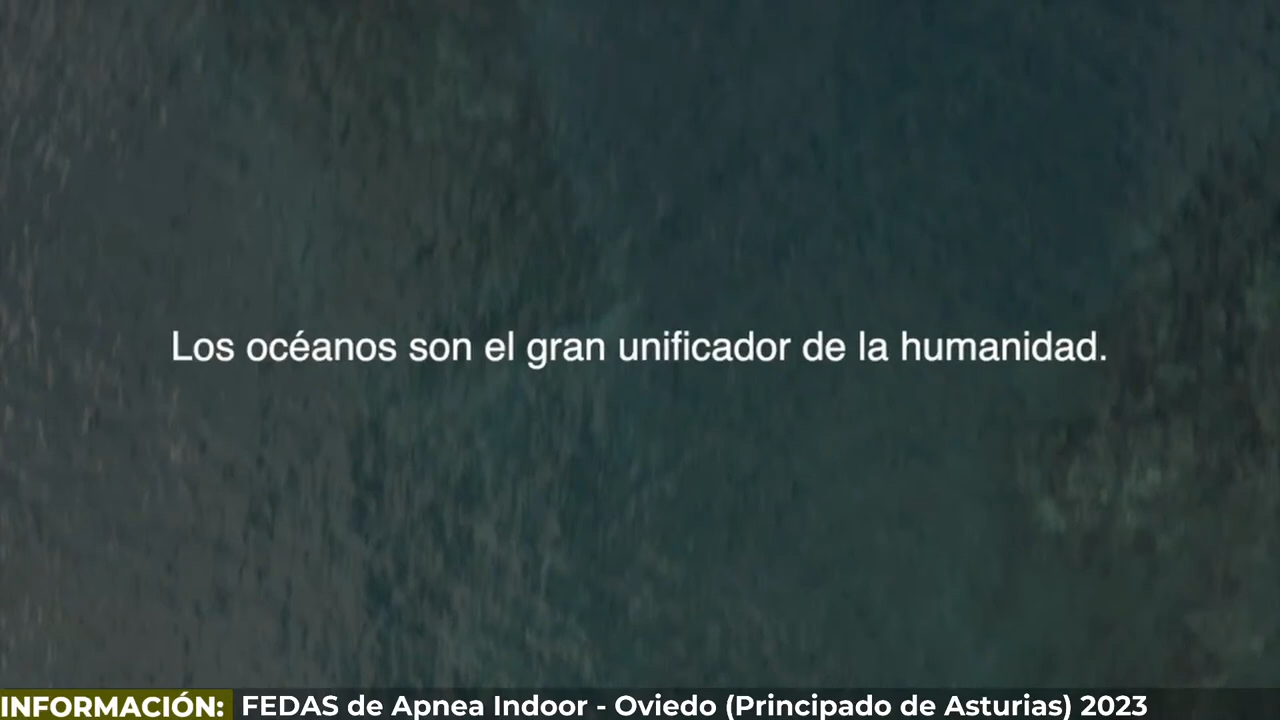 Los océanos son el gran unificador de la humanidad.
INFORMACIÓN: FEDAS de Apnea Indoor - Oviedo (Principado de Asturias) 2023